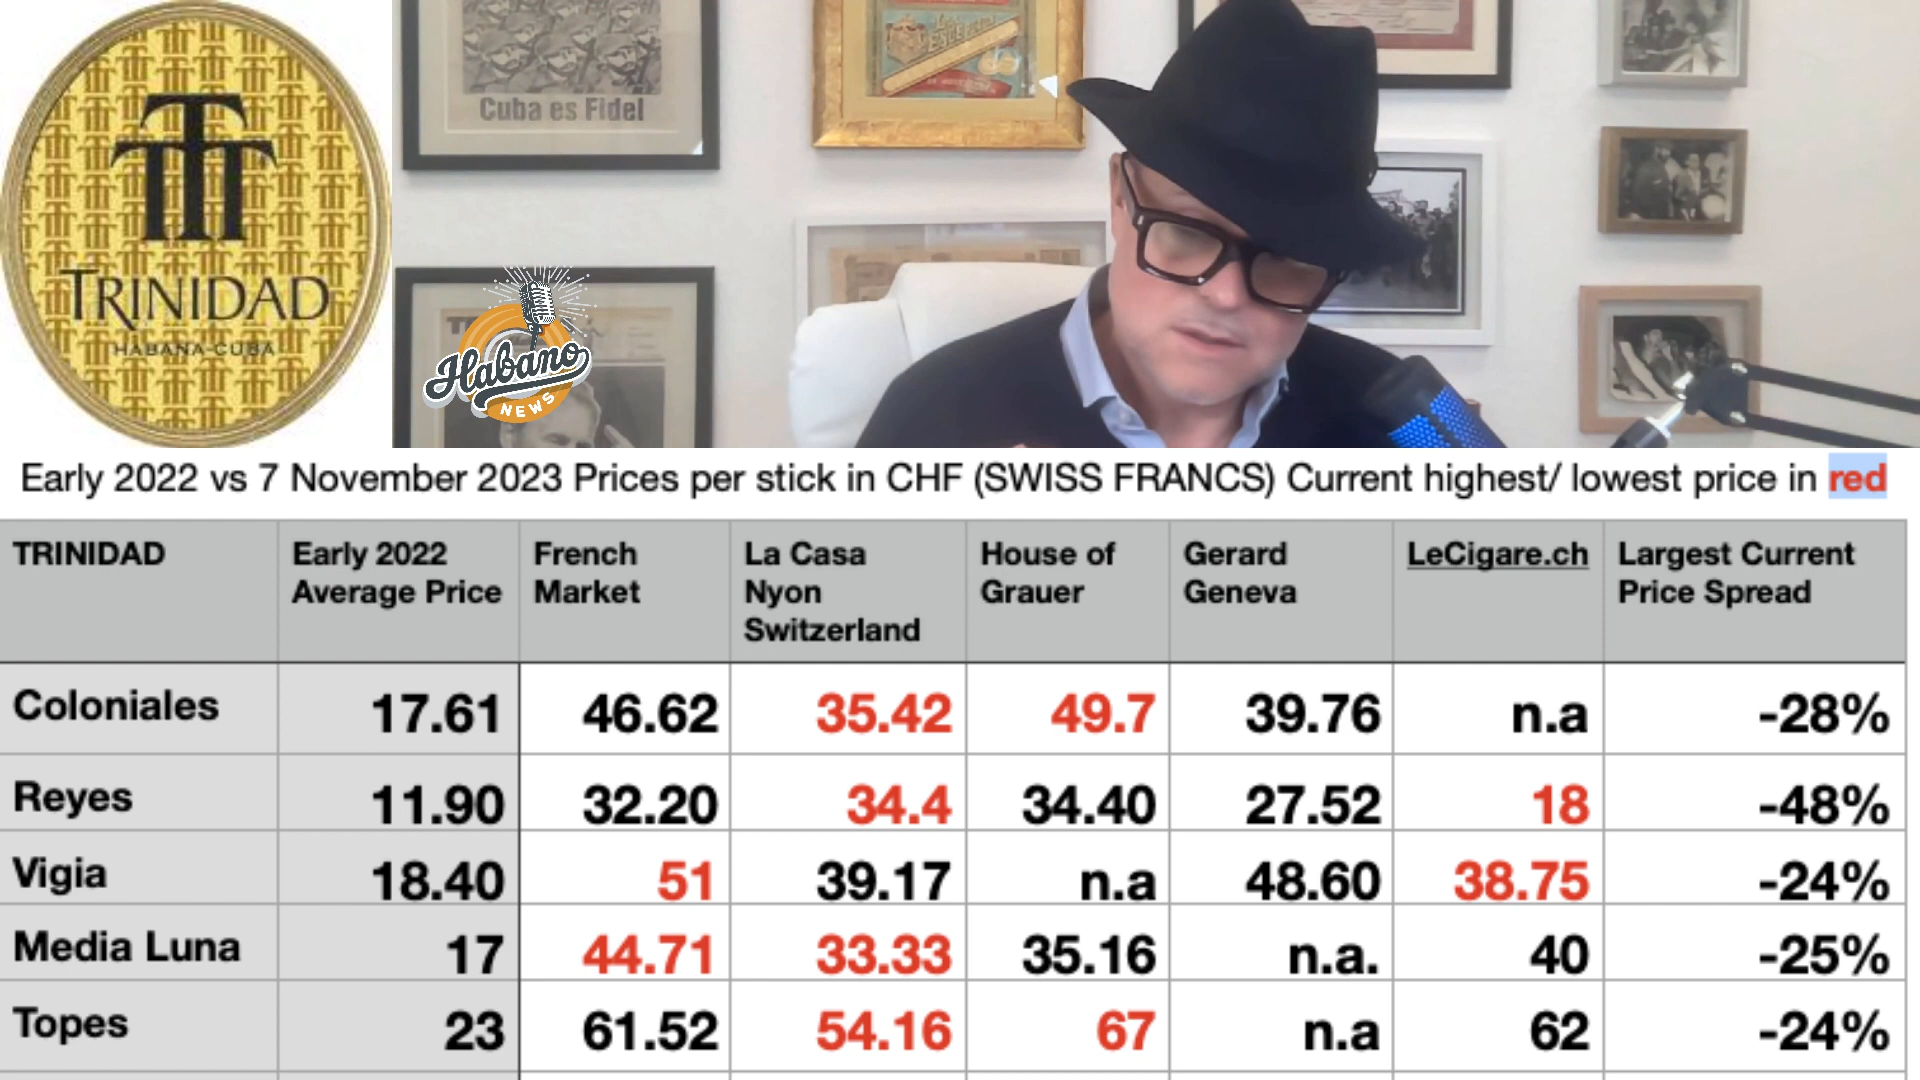 TRINIDAD
HABANA-CUBA
Cuba es Fidel
Habano
NEWS
Early 2022 vs 7 November 2023 Prices per stick in CHF (SWISS FRANCS) Current highest/ lowest price in red
TRINIDAD
Early 2022
Average Price
French
Market
La Casa
Nyon
Switzerland
House of
Grauer
Gerard
Geneva
LeCigare.ch
Largest Current
Price Spread
Coloniales 17.61 46.62 35.42 49.7 39.76 n.a -28%
Reyes 11.90 32.20 34.4 34.40 27.52 18 -48%
Vigia 18.40 51 39.17 n.a 48.60 38.75 -24%
Media Luna 17 44.71 33.33 35.16 n.a. 40 -25%
Topes 23 61.52 54.16 67 n.a 62 -24%